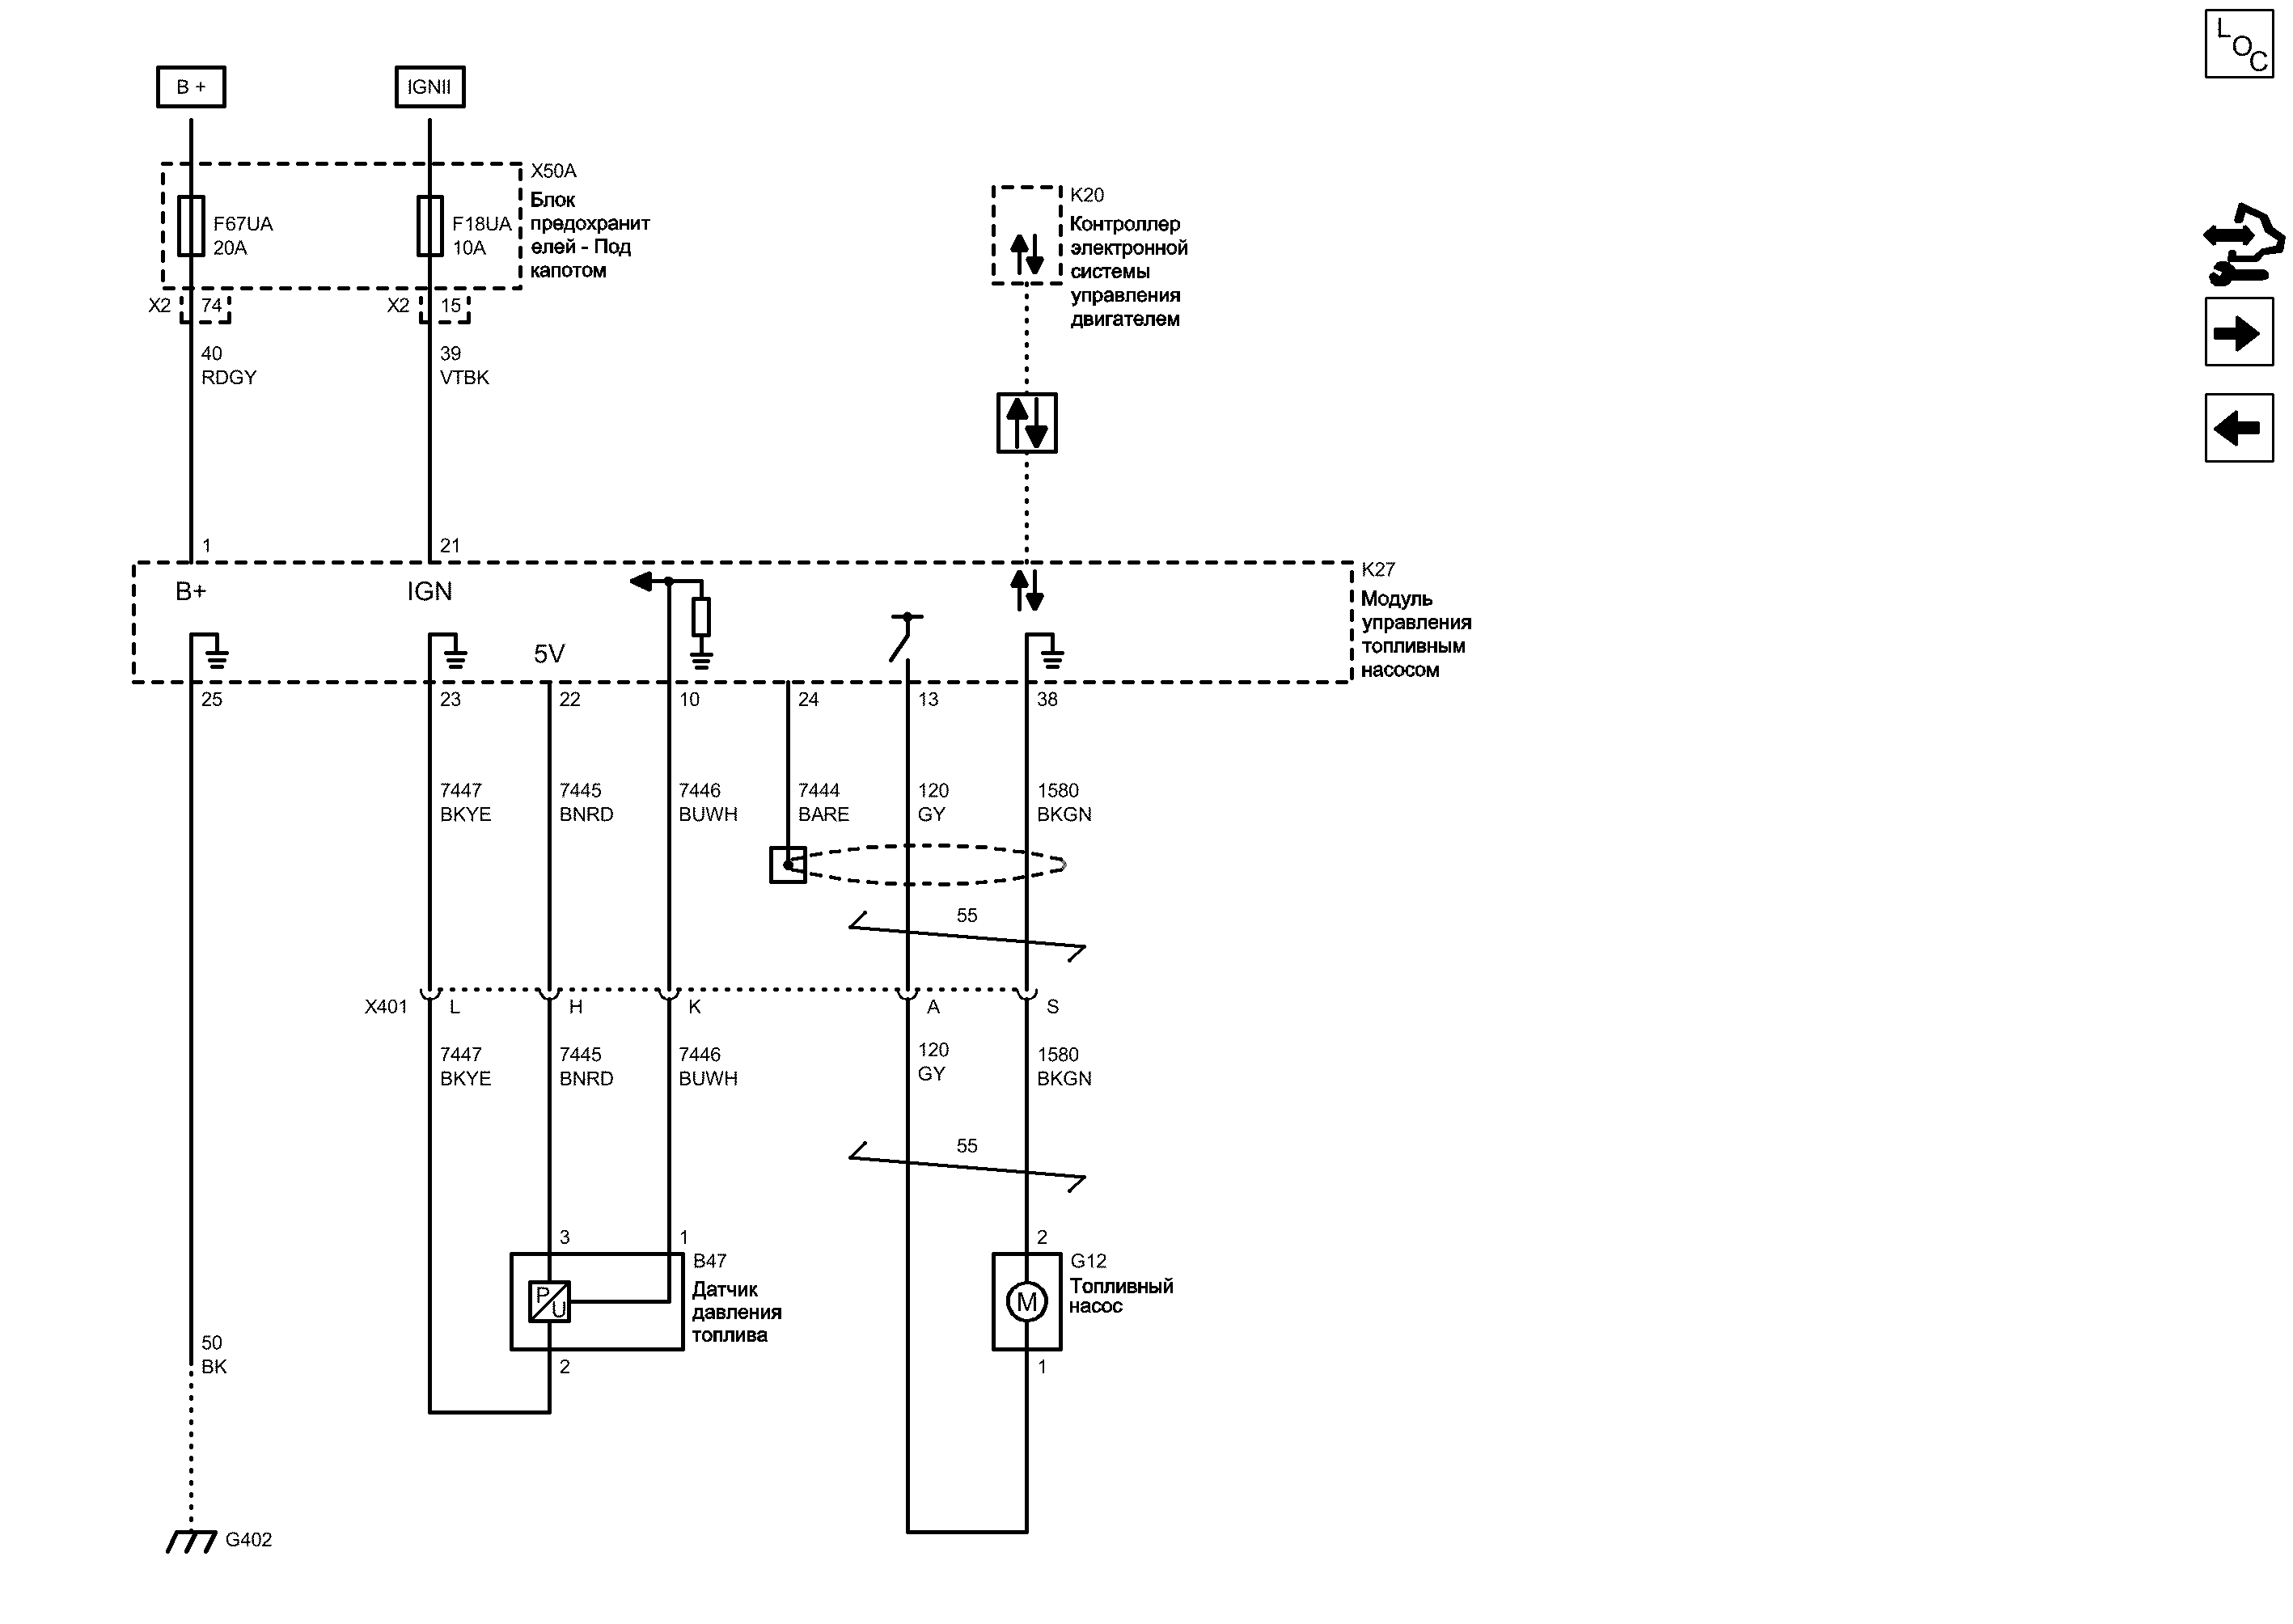 L
O
C
B +
IGNII
X50A
Блок
предохранит
елей - Под
капотом
F67UA
20A
F18UA
10A
X2
74
X2
15
40
RDGY
39
VTBK
K20
Контроллер
электронной
системы
управления
двигателем
1
21
B+
IGN
5V
K27
Модуль
управления
топливным
насосом
25
23
22
10
24
13
38
7447
BKYE
7445
BNRD
7446
BUWH
7444
BARE
120
GY
1580
BKGN
55
X401
L
H
K
A
S
7447
BKYE
7445
BNRD
7446
BUWH
120
GY
1580
BKGN
55
3
1
B47
Датчик
давления
топлива
P
U
2
2
G12
Топливный
насос
M
1
50
BK
G402